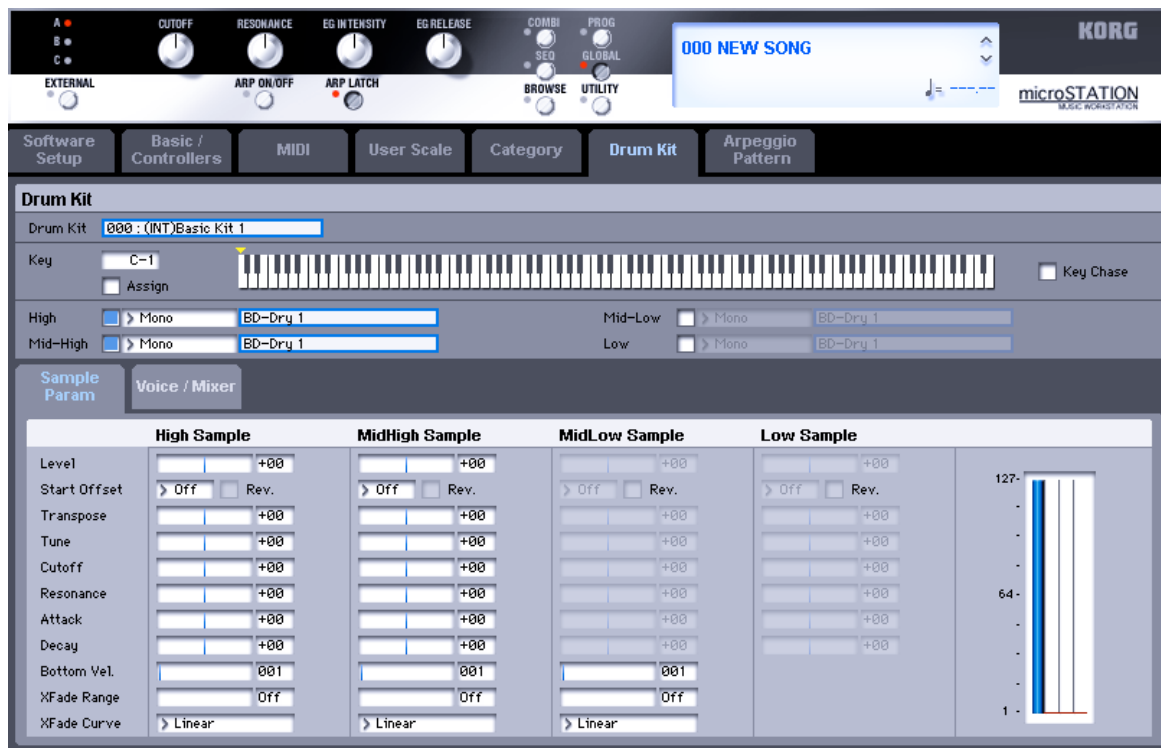 A CUTOFF RESONANCE EG INTENSITY EG RELEASE COMBI PROG KORG
B
C
SEQ GLOBAL
000 NEW SONG
EXTERNAL ARP ON/OFF ARP LATCH BROWSE UTILITY
= ---.--
microSTATION
MUSIC WORKSTATION
Software Setup
Basic / Controllers
MIDI
User Scale
Category
Drum Kit
Arpeggio Pattern
Drum Kit
Drum Kit 000 : (INT)Basic Kit 1
Key C-1 Key Chase
Assign
High > Mono BD-Dry 1 Mid-Low > Mono BD-Dry 1
Mid-High > Mono BD-Dry 1 Low > Mono BD-Dry 1
Sample Param
Voice / Mixer
High Sample MidHigh Sample MidLow Sample Low Sample
Level +00 +00 +00 +00
127-
Start Offset > Off Rev. > Off Rev. > Off Rev. > Off Rev.
Transpose +00 +00 +00 +00
Tune +00 +00 +00 +00
Cutoff +00 +00 +00 +00
Resonance +00 +00 +00 +00 64-
Attack +00 +00 +00 +00
Decay +00 +00 +00 +00
Bottom Vel. 001 001 001
XFade Range Off Off Off
1 -
XFade Curve > Linear > Linear > Linear